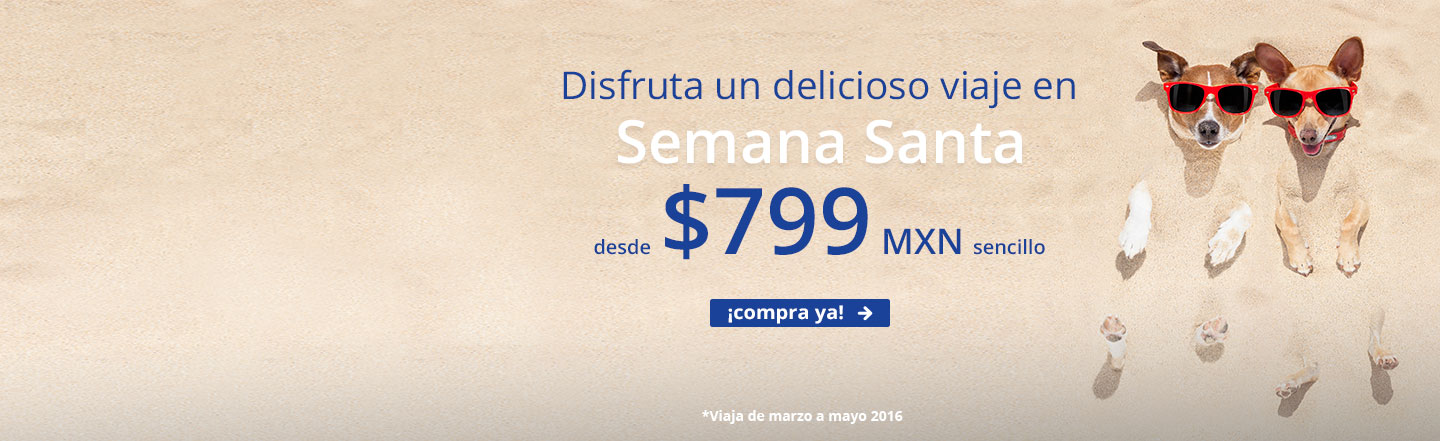 Disfruta un delicioso viaje en
Semana Santa
desde $799 MXN sencillo
¡compra ya!
*Viaja de marzo a mayo 2016